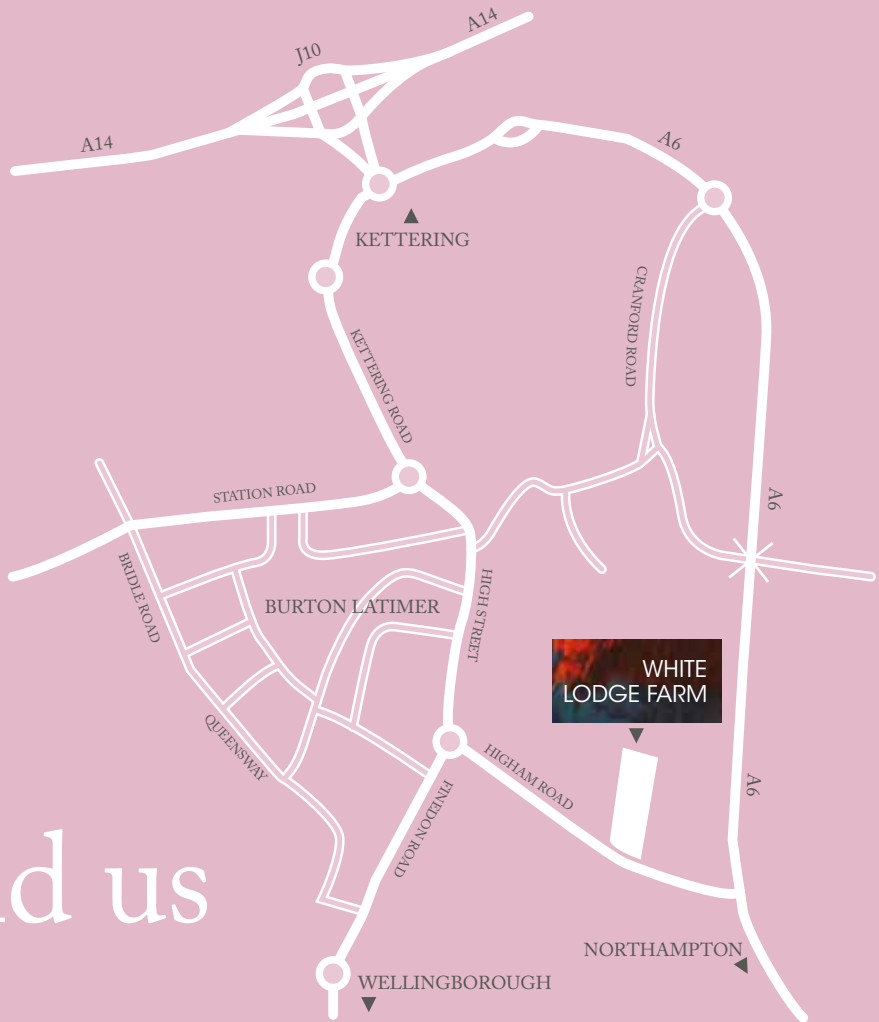 A14
J10
A14
A6
KETTERING
CRANFORD ROAD
KETTERING ROAD
STATION ROAD
A6
BRIDLE ROAD
BURTON LATIMER
HIGH STREET
WHITE
LODGE FARM
QUEENSWAY
HIGHAM ROAD
A6
FINEDON ROAD
us
NORTHAMPTON
WELLINGBOROUGH